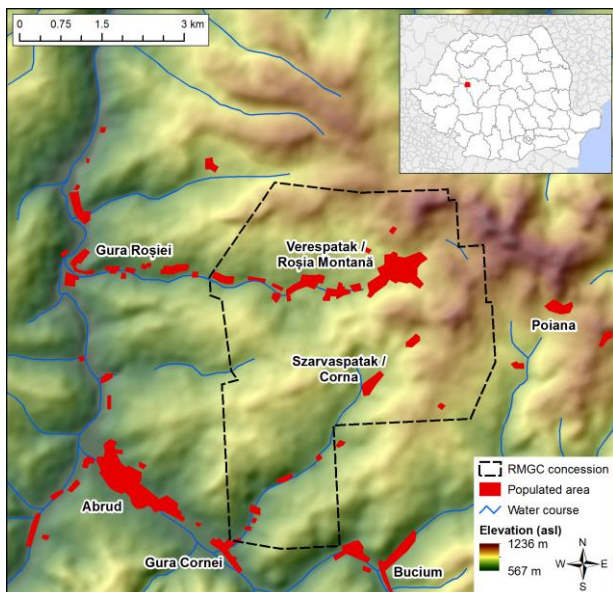 0 0.75 1.5 3 km
Gura Roșiei
Verespatak /
Roșia Montană
Poiana
Szarvaspatak /
Corna
Abrud
Gura Cornei
Bucium
RMGC concession
Populated area
Water course
Elevation (asl)
1236 m
567 m
N
W E
S